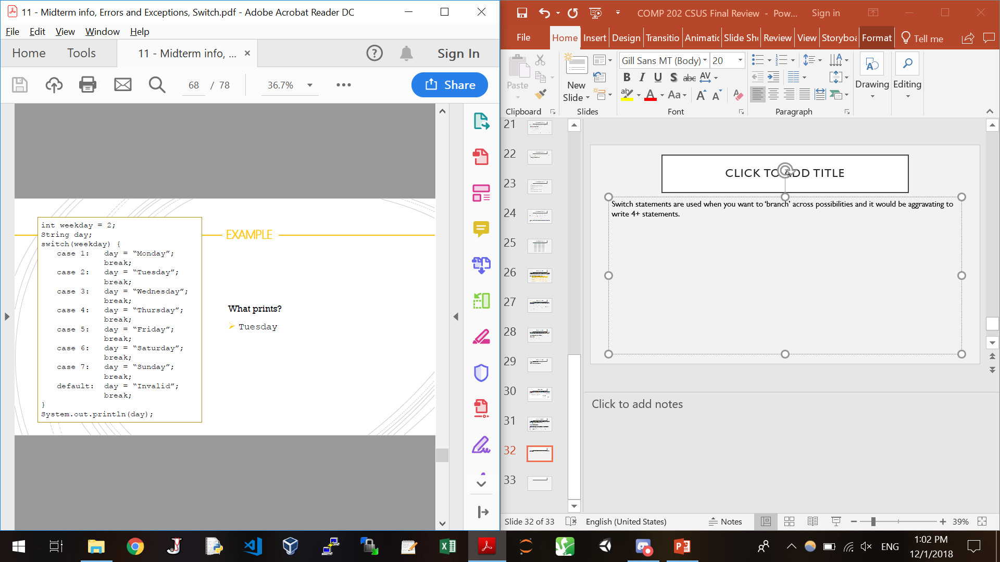 11 - Midterm info, Errors and Exceptions, Switch.pdf - Adobe Acrobat Reader DC
File Edit View Window Help
Home Tools 11 - Midterm info, ... × Sign In
68 / 78 36.7% Share
int weekday = 2;
String day;
switch(weekday) {
case 1: day = “Monday”;
break;
case 2: day = “Tuesday”;
break;
case 3: day = “Wednesday”;
break;
case 4: day = “Thursday”;
break;
case 5: day = “Friday”;
break;
case 6: day = “Saturday”;
break;
case 7: day = “Sunday”;
break;
default: day = “Invalid”;
break;
}
System.out.println(day);
EXAMPLE
What prints?
Tuesday
COMP 202 CSUS Final Review - Pow... Sign in
File Home Insert Design Transitio Animatic Slide Sh Review View Storyboa Format Tell me
Paste
New
Slide
Gill Sans MT (Body) 20
B I U S abc AV
aby A Aa A A
Drawing Editing
Clipboard Slides Font Paragraph
21
22
23
24
25
26
27
28
29
30
31
32
33
CLICK TO ADD TITLE
Switch statements are used when you want to ‘branch’ across possibilities and it would be aggravating to
write 4+ statements.
Click to add notes
Slide 32 of 33 English (United States) Notes 39%
ENG
1:02 PM
12/1/2018